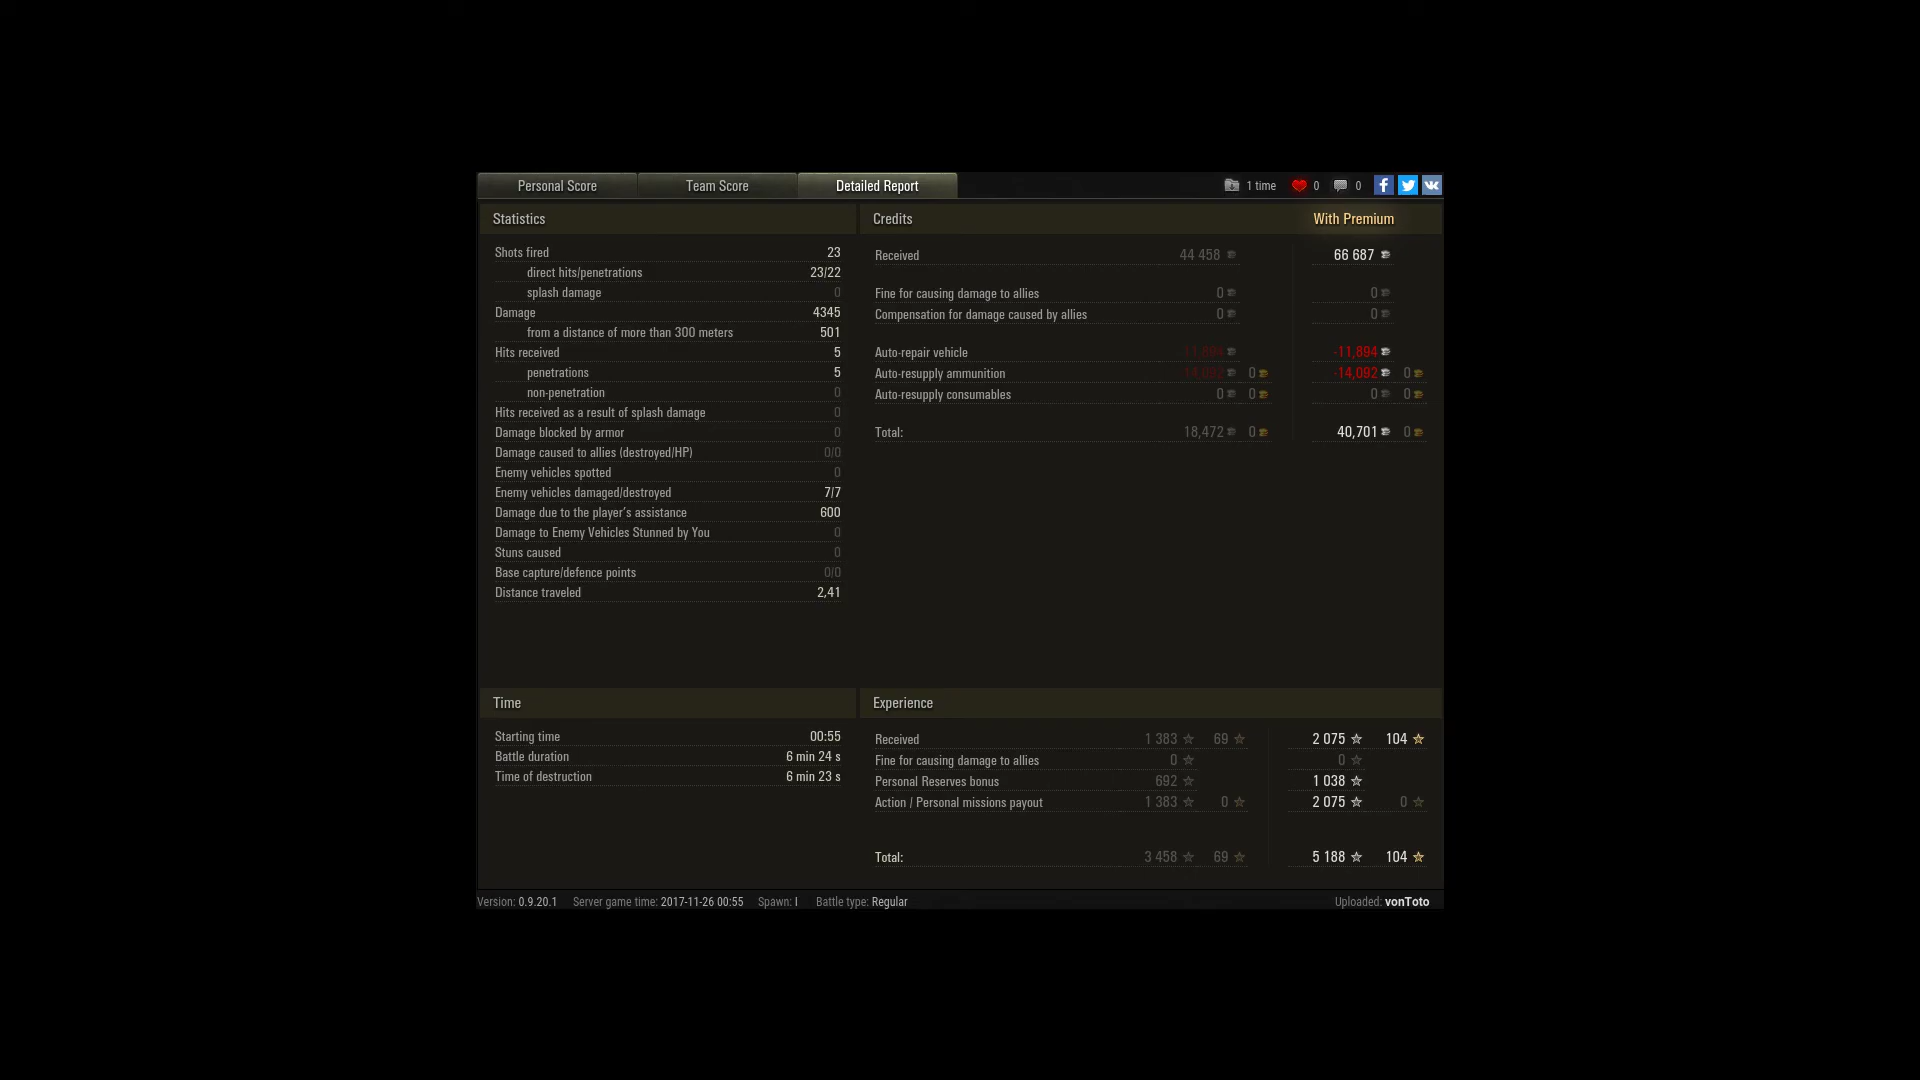 Personal Score Team Score Detailed Report 1 time 0 0
Statistics
Shots fired 23
direct hits/penetrations 23/22
splash damage 0
Damage 4345
from a distance of more than 300 meters 501
Hits received 5
penetrations 5
non-penetration 0
Hits received as a result of splash damage 0
Damage blocked by armor 0
Damage caused to allies (destroyed/HP) 0/0
Enemy vehicles spotted 0
Enemy vehicles damaged/destroyed 7/7
Damage due to the player's assistance 600
Damage to Enemy Vehicles Stunned by You 0
Stuns caused 0
Base capture/defence points 0/0
Distance traveled 2,41
Credits With Premium
Received 44 458 66 687
Fine for causing damage to allies 0 0
Compensation for damage caused by allies 0 0
Auto-repair vehicle -11,894 -11,894
Auto-resupply ammunition -14,092 0 -14,092 0
Auto-resupply consumables 0 0 0 0
Total: 18,472 0 40,701 0
Time
Starting time 00:55
Battle duration 6 min 24 s
Time of destruction 6 min 23 s
Experience
Received 1 383 69 2 075 104
Fine for causing damage to allies 0 0
Personal Reserves bonus 692 1 038
Action / Personal missions payout 1 383 0 2 075 0
Total: 3 458 69 5 188 104
Version: 0.9.20.1 Server game time: 2017-11-26 00:55 Spawn: I Battle type: Regular Uploaded: vonToto